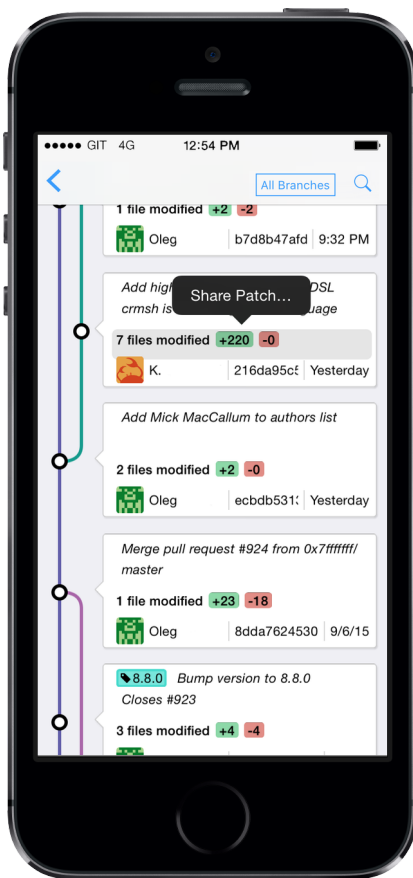 GIT 4G 12:54 PM
All Branches
1 file modified +2 -2
Oleg b7d8b47afd 9:32 PM
Share Patch...
Add DSL
crmsh is
7 files modified +220 -0
K. 216da95c Yesterday
Add Mick MacCallum to authors list
2 files modified +2 -0
Oleg ecbdb531 Yesterday
Merge pull request #924 from 0x7fffffff/
master
1 file modified +23 -18
Oleg 8dda7624530 9/6/15
8.8.0 Bump version to 8.8.0
Closes #923
3 files modified +4 -4